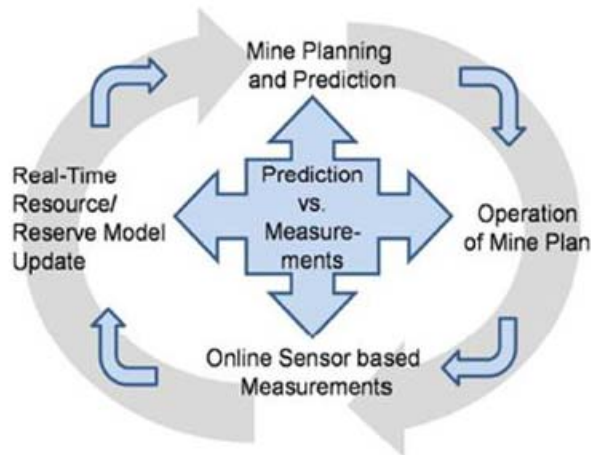 Mine Planning
and Prediction
Real-Time
Resource/
Reserve Model
Update
Prediction
vs.
Measure-
ments
Operation
of Mine Plan
Online Sensor based
Measurements